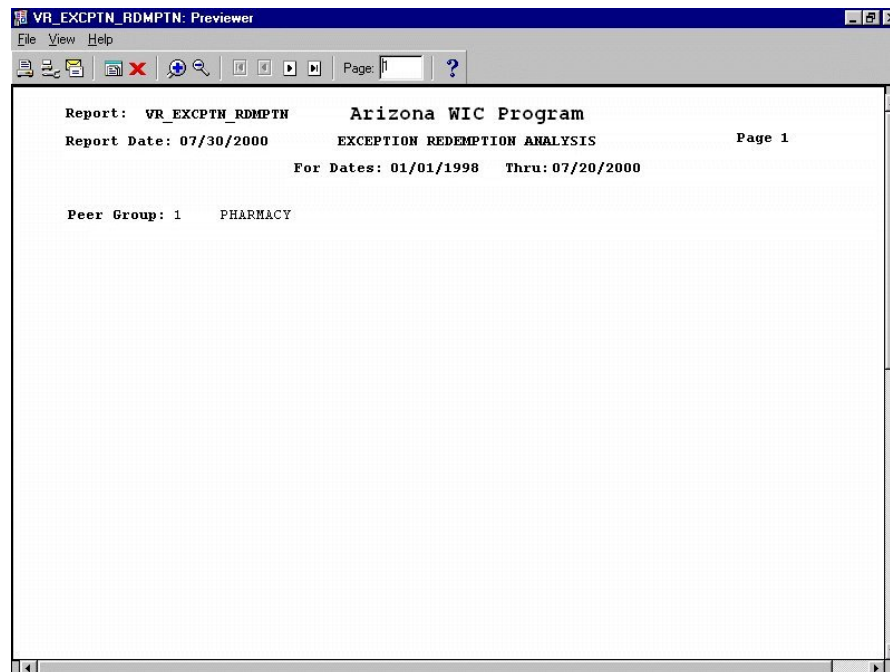 VR_EXCPTN_RDMPTN: Previewer
File View Help
Page: 1 ?
Report: VR_EXCPTN_RDMPTN Arizona WIC Program
Report Date: 07/30/2000 EXCEPTION REDEMPTION ANALYSIS Page 1
For Dates: 01/01/1998 Thru: 07/20/2000
Peer Group: 1 PHARMACY